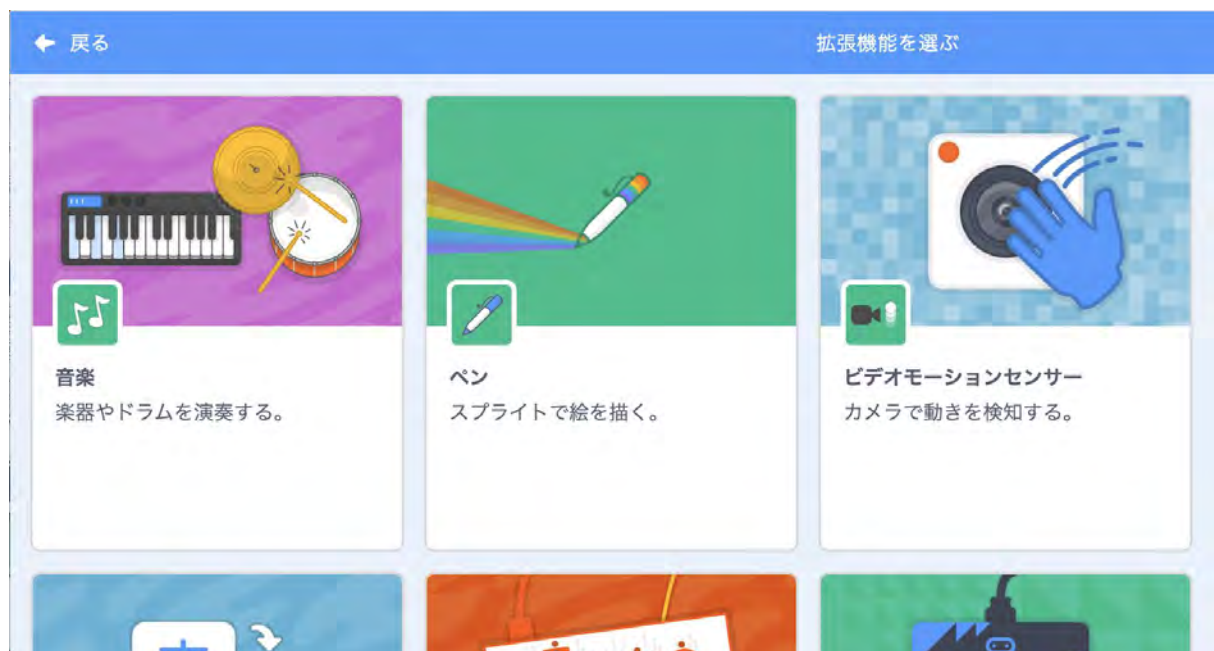 戻る
拡張機能を選ぶ
音楽
楽器やドラムを演奏する。
ペン
スプライトで絵を描く。
ビデオモーションセンサー
カメラで動きを検知する。